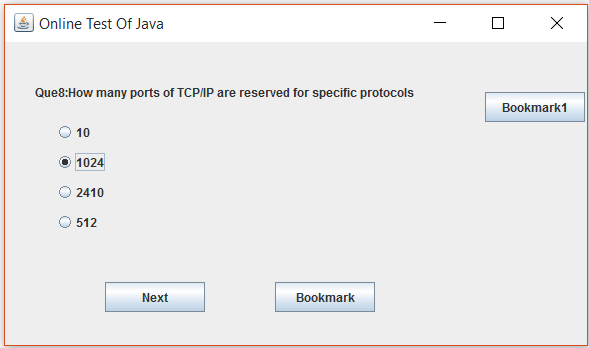 Online Test Of Java
Que8:How many ports of TCP/IP are reserved for specific protocols
Bookmark1
10
1024
2410
512
Next
Bookmark